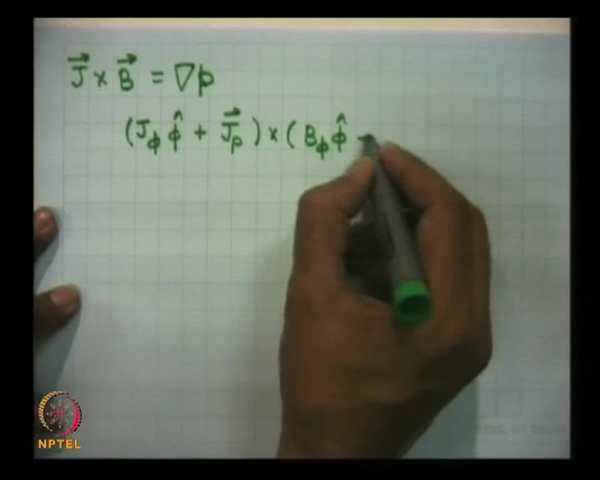 J⃗ × B⃗ = ∇p
(J_ϕ ϕ̂ + J⃗_p) × (B_ϕ ϕ̂
NPTEL